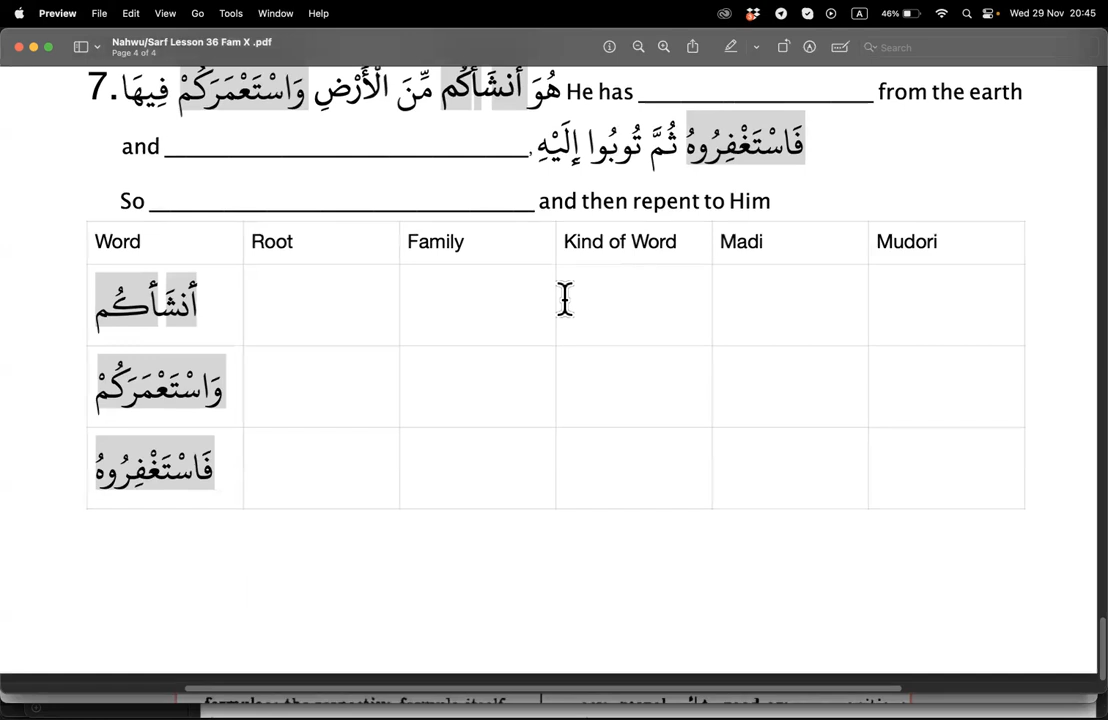 Preview File Edit View Go Tools Window Help A 46% Wed 29 Nov 20:45
Nahwu/Sarf Lesson 36 Fam X .pdf
Page 4 of 4
Search
7. هُوَ أَنشَأَكُم مِّنَ الْأَرْضِ وَاسْتَعْمَرَكُمْ فِيهَا He has ____________________ from the earth
and ______________________________, فَاسْتَغْفِرُوهُ ثُمَّ تُوبُوا إِلَيْهِ
So ________________________________ and then repent to Him
Word Root Family Kind of Word Madi Mudori
أَنشَأَكُم
وَاسْتَعْمَرَكُمْ
فَاسْتَغْفِرُوهُ